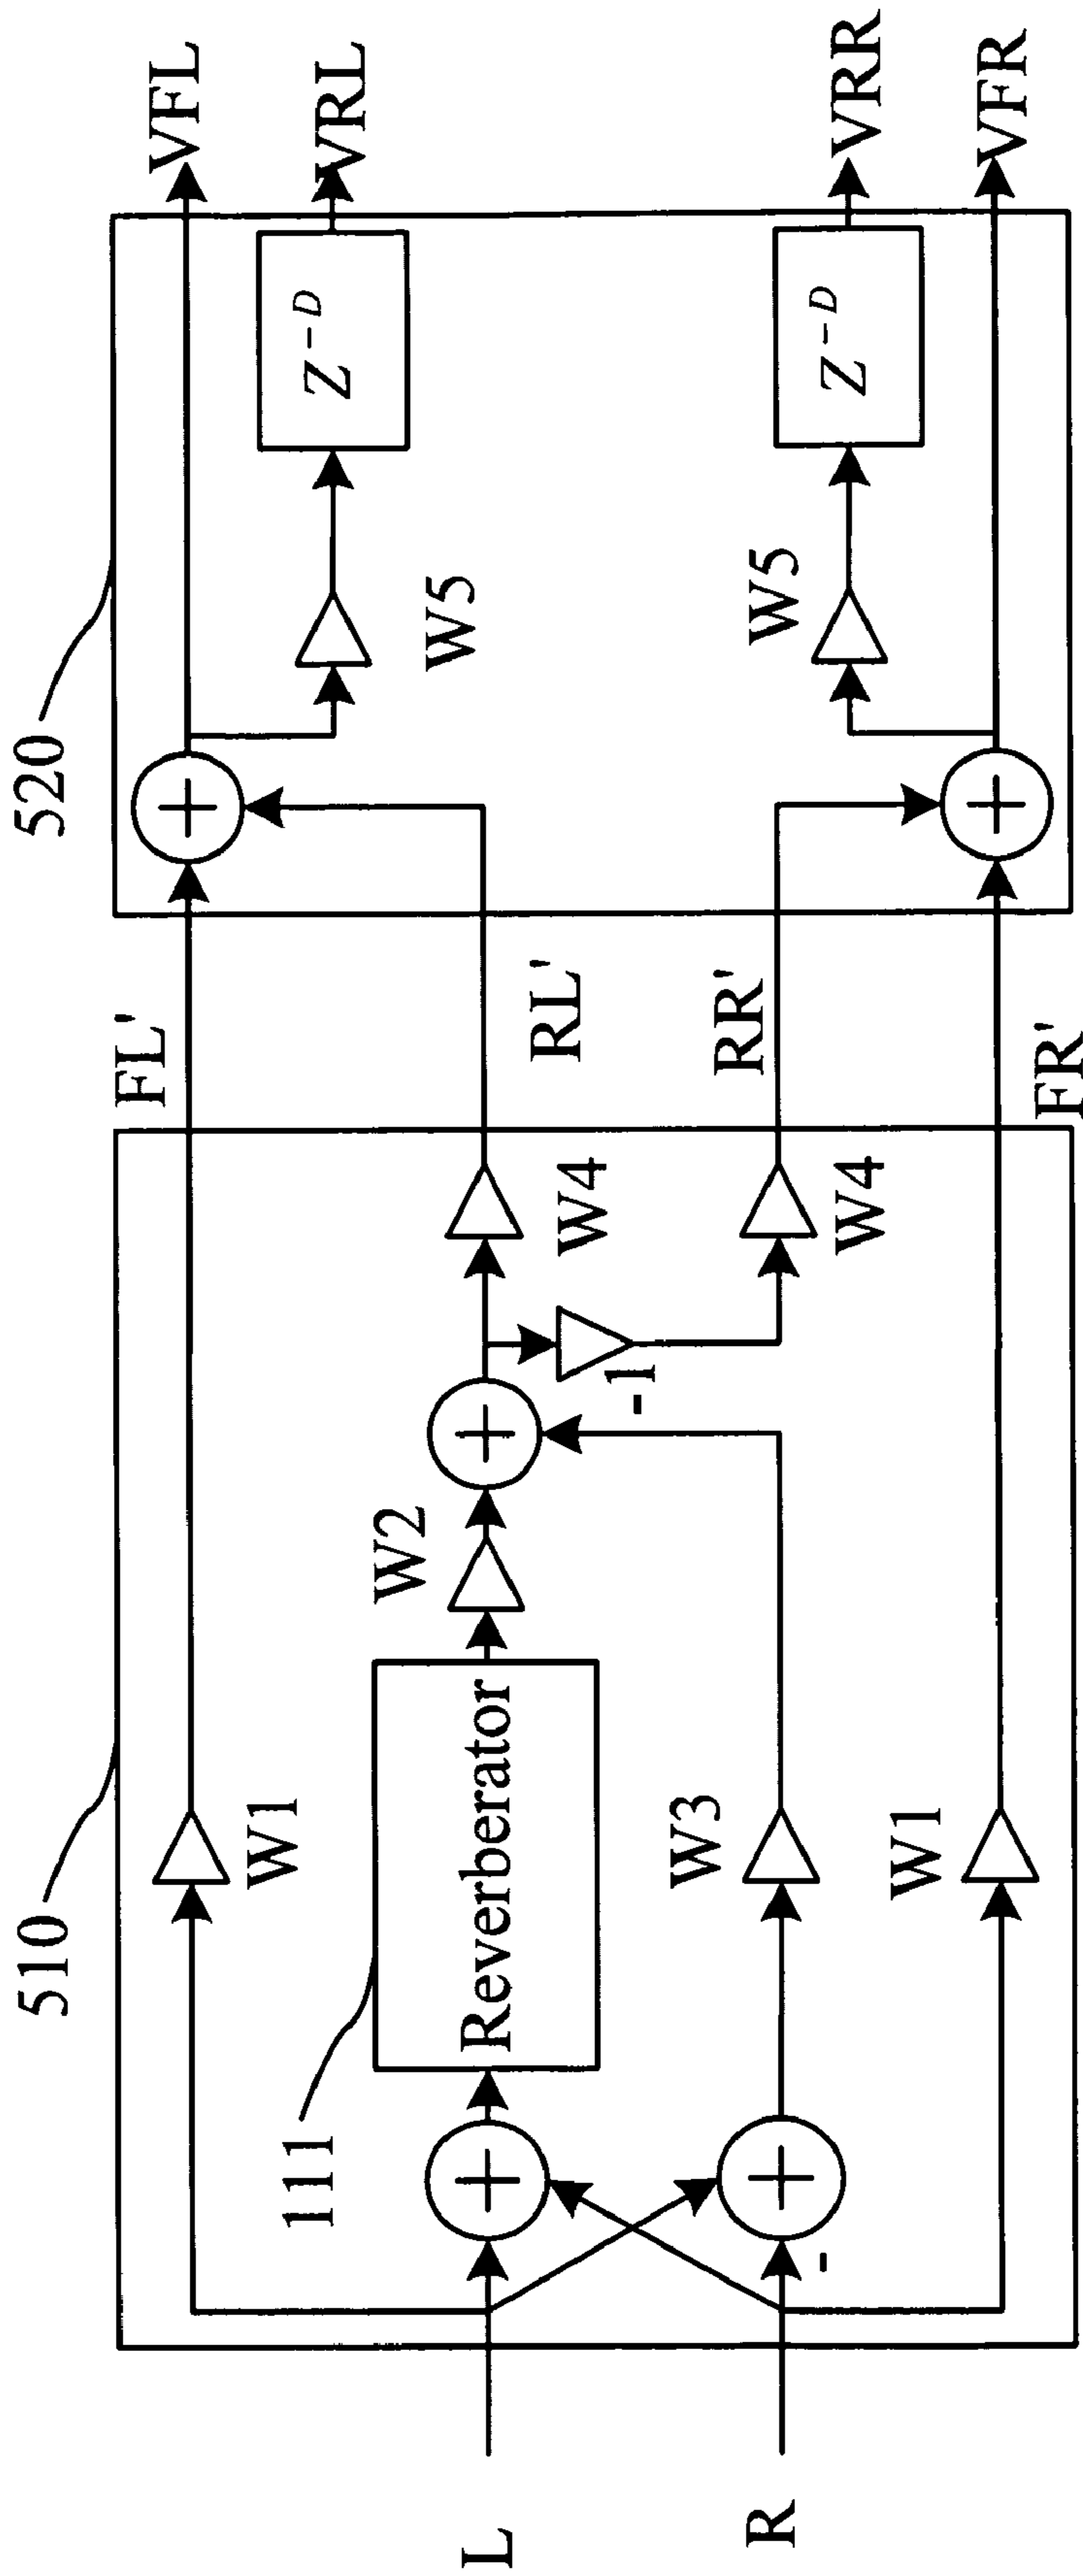 510
520
L
R
111
Reverberator
W1
W2
W3
W1
-
-1
W4
W4
FL'
RL'
RR'
FR'
W5
W5
Z^-D
Z^-D
VFL
VRL
VRR
VFR